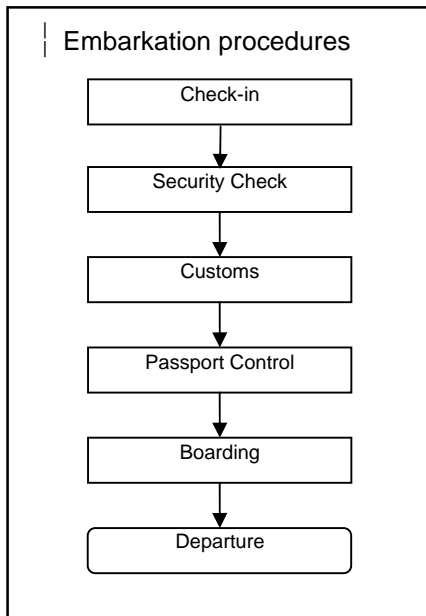 Embarkation procedures
Check-in
Security Check
Customs
Passport Control
Boarding
Departure